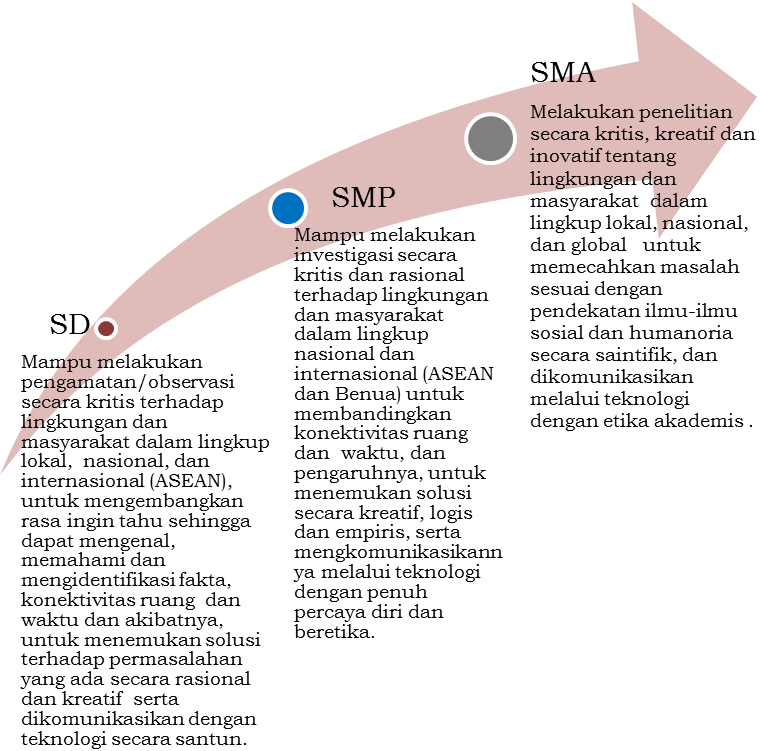 SD
Mampu melakukan
pengamatan/observasi
secara kritis terhadap
lingkungan dan
masyarakat dalam lingkup
lokal, nasional, dan
internasional (ASEAN),
untuk mengembangkan
rasa ingin tahu sehingga
dapat mengenal,
memahami dan
mengidentifikasi fakta,
konektivitas ruang dan
waktu dan akibatnya,
untuk menemukan solusi
terhadap permasalahan
yang ada secara rasional
dan kreatif serta
dikomunikasikan dengan
teknologi secara santun.
SMP
Mampu melakukan
investigasi secara
kritis dan rasional
terhadap lingkungan
dan masyarakat
dalam lingkup
nasional dan
internasional (ASEAN
dan Benua) untuk
membandingkan
konektivitas ruang
dan waktu, dan
pengaruhnya, untuk
menemukan solusi
secara kreatif, logis
dan empiris, serta
mengkomunikasikann
ya melalui teknologi
dengan penuh
percaya diri dan
beretika.
SMA
Melakukan penelitian
secara kritis, kreatif dan
inovatif tentang
lingkungan dan
masyarakat dalam
lingkup lokal, nasional,
dan global untuk
memecahkan masalah
sesuai dengan
pendekatan ilmu-ilmu
sosial dan humanoria
secara saintifik, dan
dikomunikasikan
melalui teknologi
dengan etika akademis .